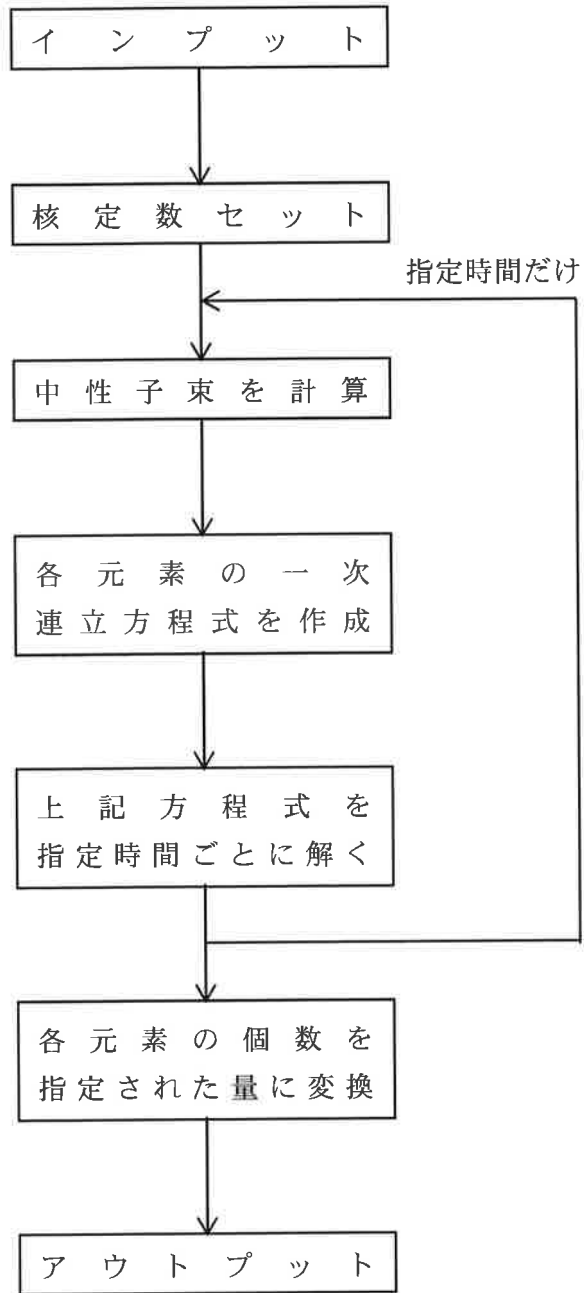 インプット
核定数セット
指定時間だけ
中性子束を計算
各元素の一次
連立方程式を作成
上記方程式を
指定時間ごとに解く
各元素の個数を
指定された量に変換
アウトプット